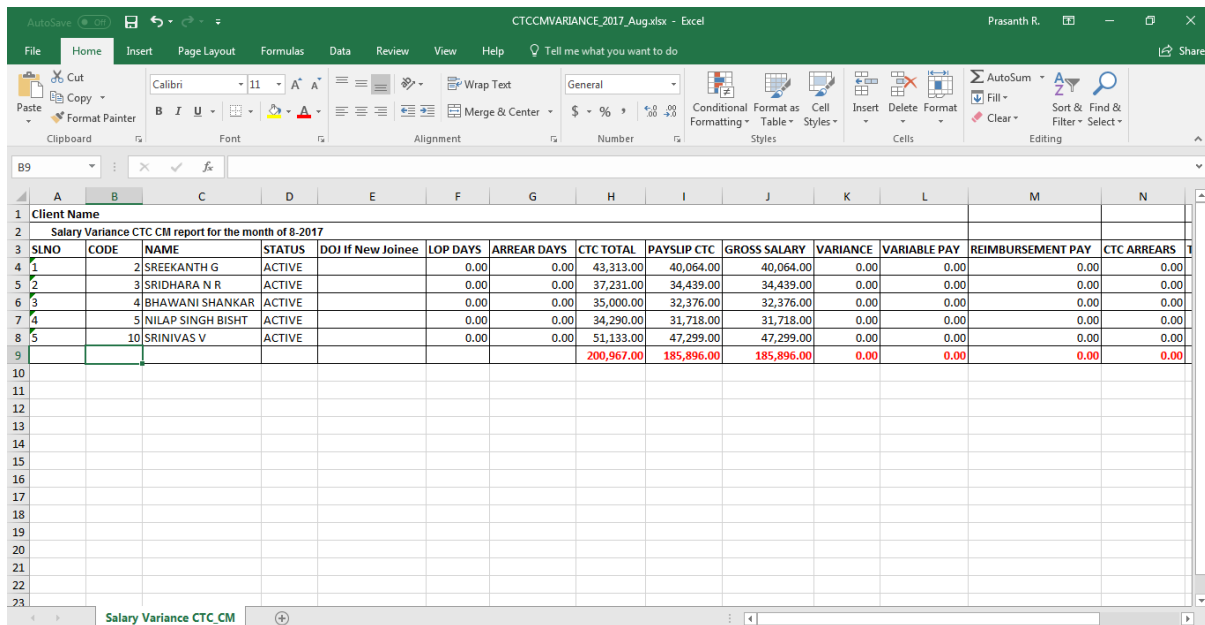 AutoSave Off CTCCMVARIANCE_2017_Aug.xlsx - Excel Prasanth R.
File Home Insert Page Layout Formulas Data Review View Help Tell me what you want to do Share
Paste Cut Copy Format Painter Calibri 11 A A B I U A Wrap Text Merge & Center General $ % , Conditional Formatting Format as Table Cell Styles Insert Delete Format AutoSum Fill Clear Sort & Filter Find & Select
Clipboard Font Alignment Number Styles Cells Editing
B9 fx
A B C D E F G H I J K L M N
1 Client Name
2 Salary Variance CTC CM report for the month of 8-2017
3 SLNO CODE NAME STATUS DOJ If New Joinee LOP DAYS ARREAR DAYS CTC TOTAL PAYSLIP CTC GROSS SALARY VARIANCE VARIABLE PAY REIMBURSEMENT PAY CTC ARREARS T
4 1 2 SREEKANTH G ACTIVE 0.00 0.00 43,313.00 40,064.00 40,064.00 0.00 0.00 0.00 0.00
5 2 3 SRIDHARA N R ACTIVE 0.00 0.00 37,231.00 34,439.00 34,439.00 0.00 0.00 0.00 0.00
6 3 4 BHAWANI SHANKAR ACTIVE 0.00 0.00 35,000.00 32,376.00 32,376.00 0.00 0.00 0.00 0.00
7 4 5 NILAP SINGH BISHT ACTIVE 0.00 0.00 34,290.00 31,718.00 31,718.00 0.00 0.00 0.00 0.00
8 5 10 SRINIVAS V ACTIVE 0.00 0.00 51,133.00 47,299.00 47,299.00 0.00 0.00 0.00 0.00
9 200,967.00 185,896.00 185,896.00 0.00 0.00 0.00 0.00
10
11
12
13
14
15
16
17
18
19
20
21
22
23
Salary Variance CTC_CM